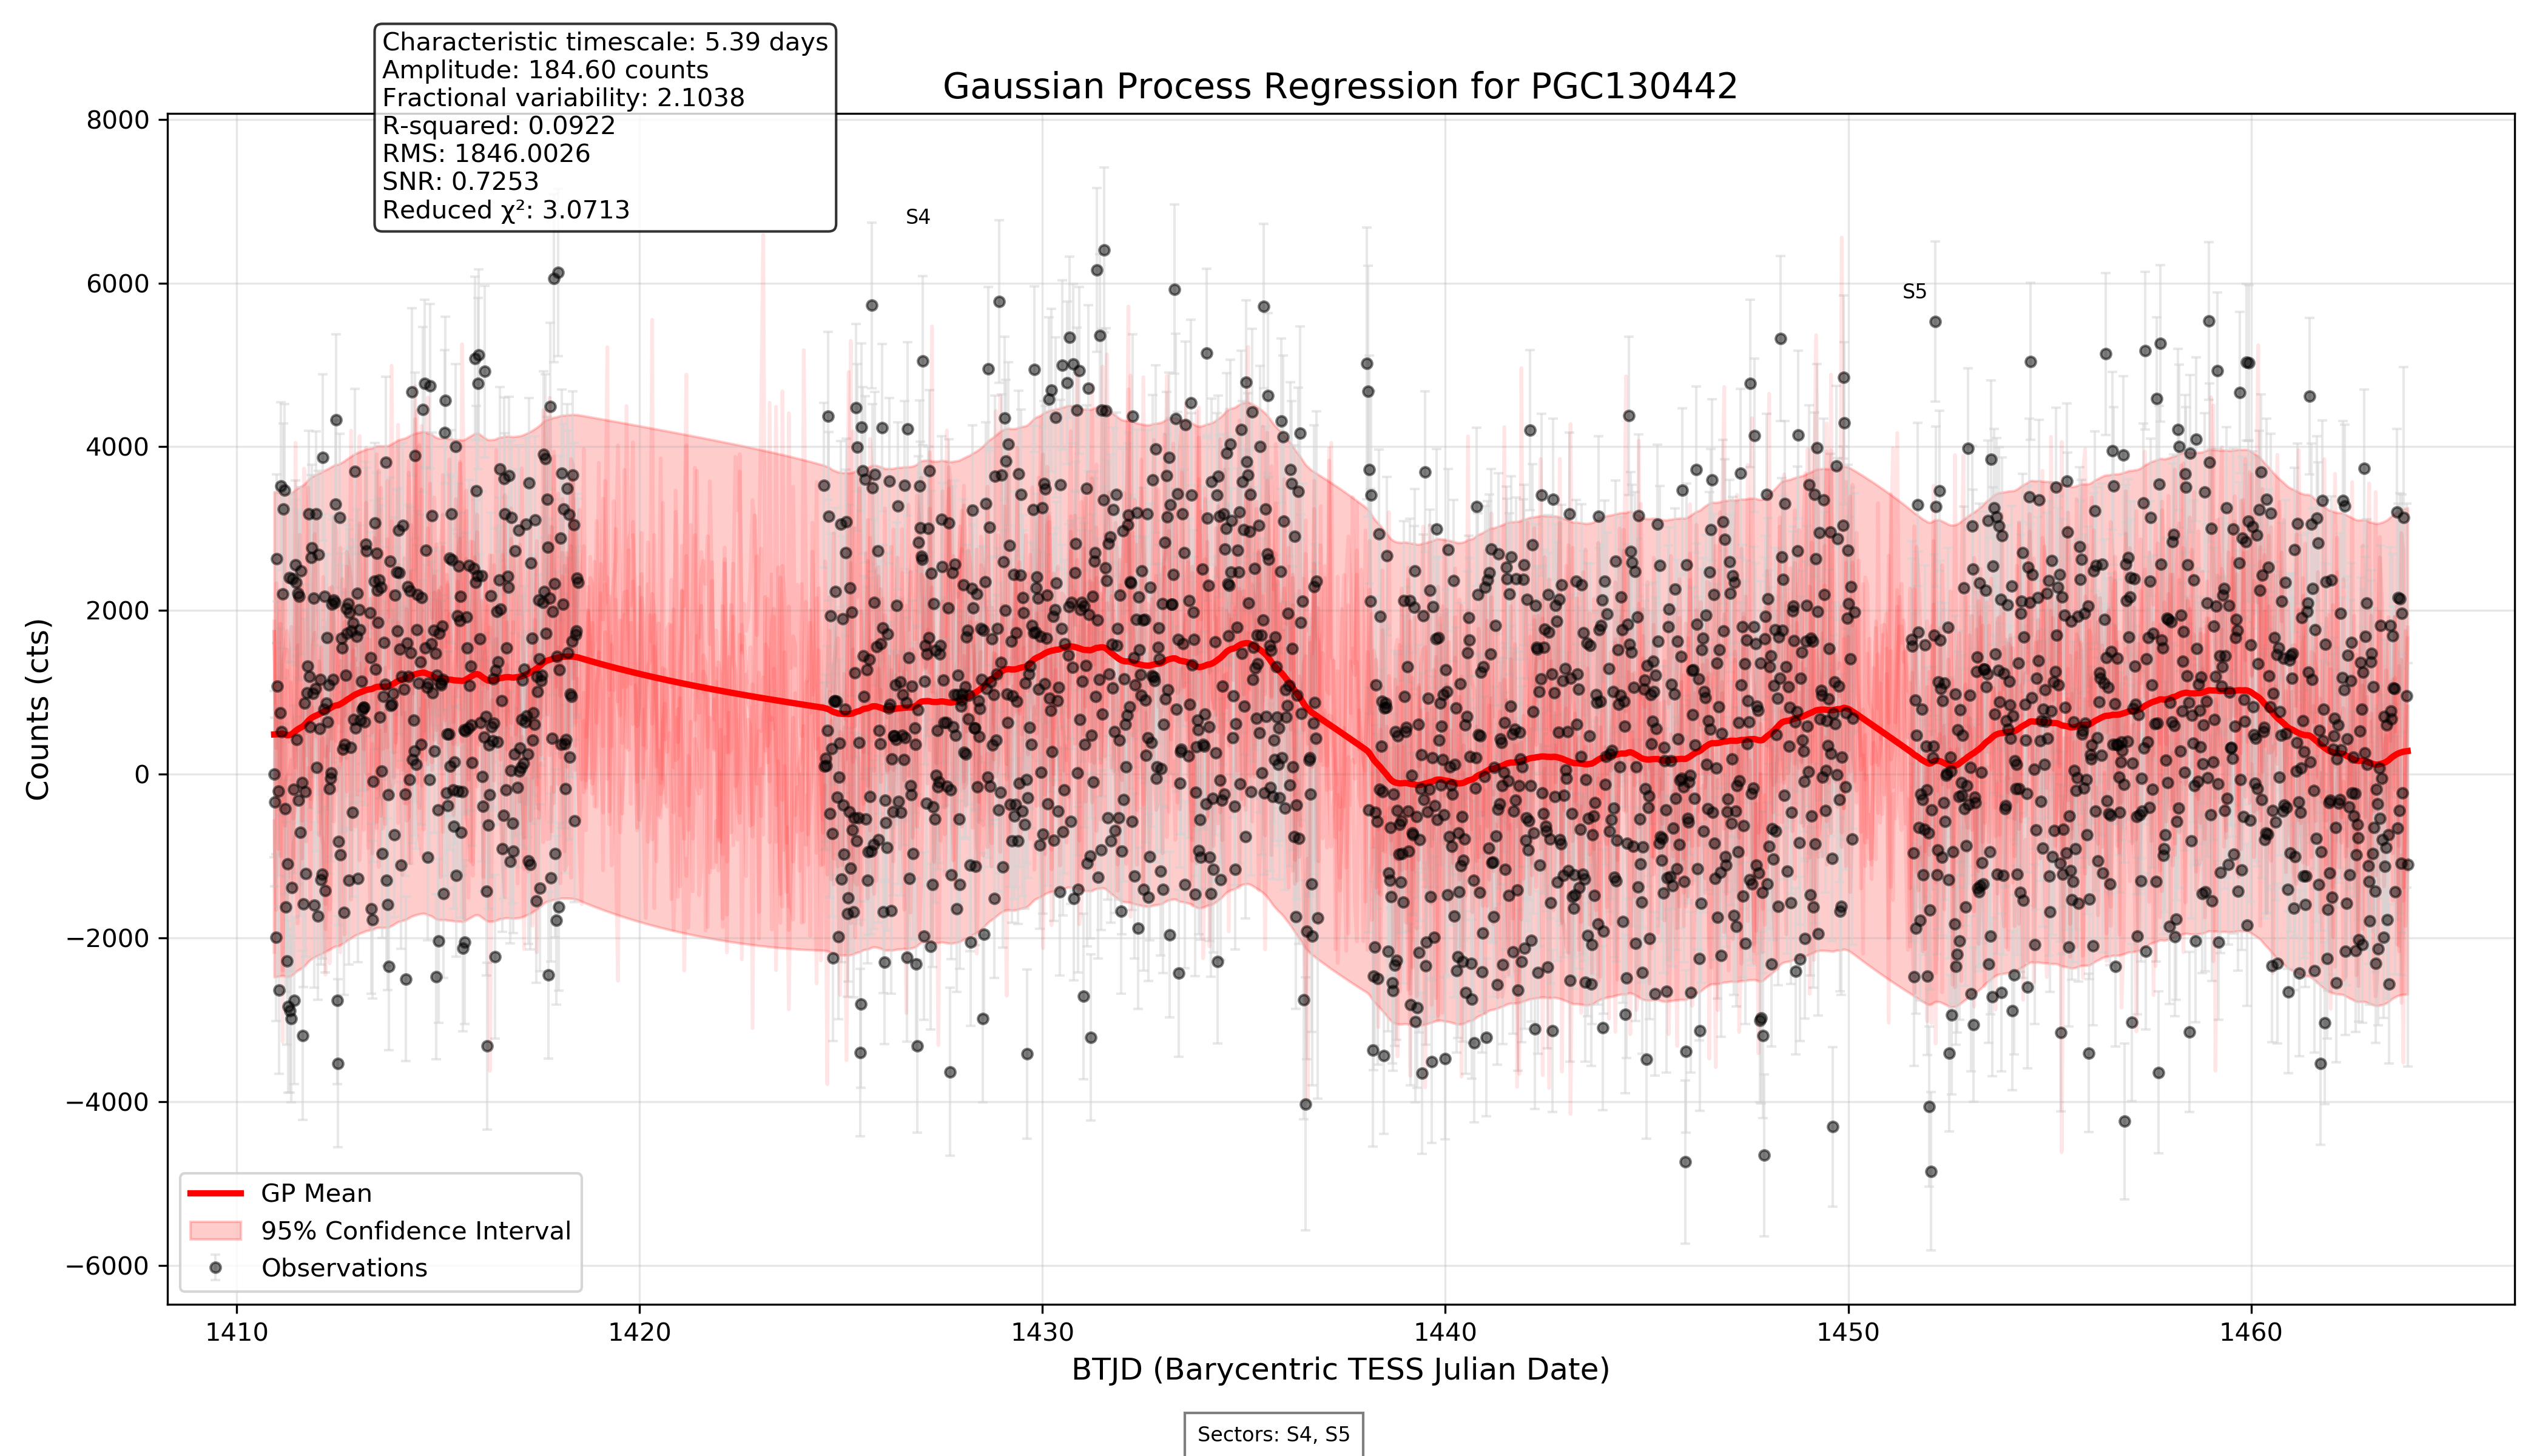 Characteristic timescale: 5.39 days
Amplitude: 184.60 counts
Fractional variability: 2.1038
R-squared: 0.0922
RMS: 1846.0026
SNR: 0.7253
Reduced χ²: 3.0713
Gaussian Process Regression for PGC130442
8000
6000
4000
2000
0
−2000
−4000
−6000
Counts (cts)
S4
S5
GP Mean
95% Confidence Interval
Observations
1410 1420 1430 1440 1450 1460
BTJD (Barycentric TESS Julian Date)
Sectors: S4, S5